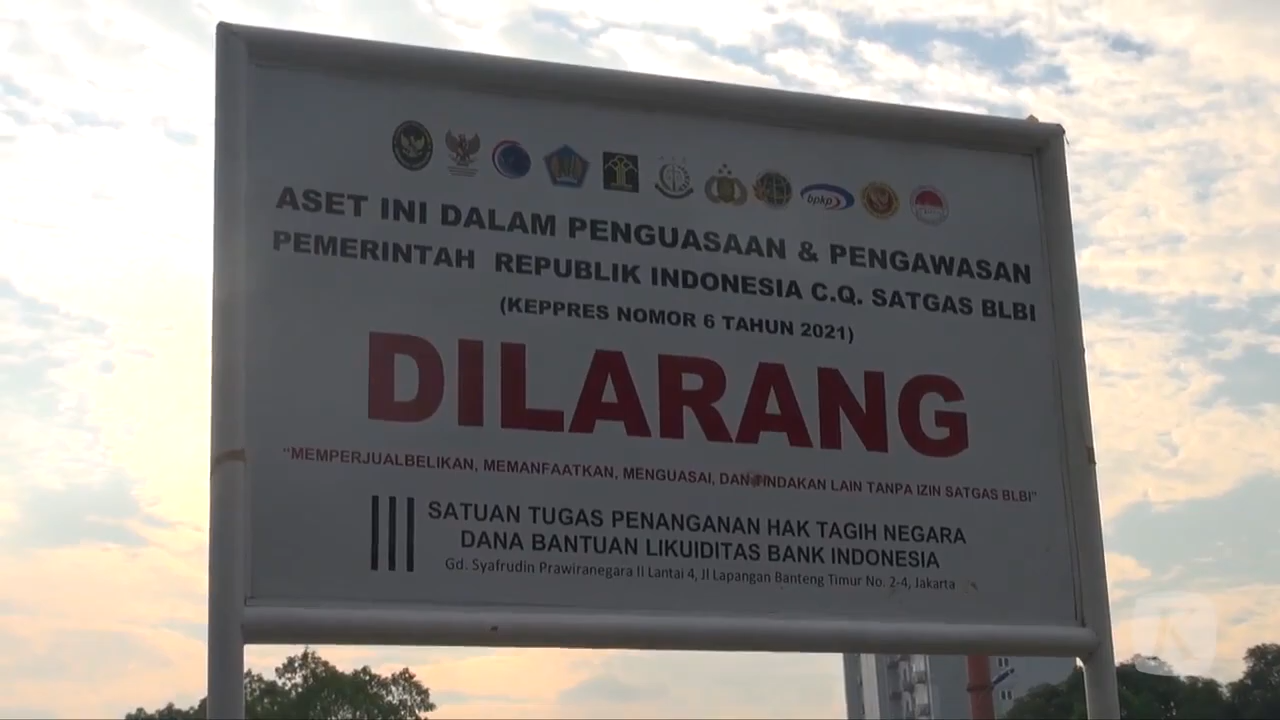 bpkp
ASET INI DALAM PENGUASAAN & PENGAWASAN
PEMERINTAH REPUBLIK INDONESIA C.Q. SATGAS BLBI
(KEPPRES NOMOR 6 TAHUN 2021)
DILARANG
"MEMPERJUALBELIKAN, MEMANFAATKAN, MENGUASAI, DAN TINDAKAN LAIN TANPA IZIN SATGAS BLBI"
SATUAN TUGAS PENANGANAN HAK TAGIH NEGARA
DANA BANTUAN LIKUIDITAS BANK INDONESIA
Gd. Syafrudin Prawiranegara II Lantai 4, Jl Lapangan Banteng Timur No. 2-4, Jakarta